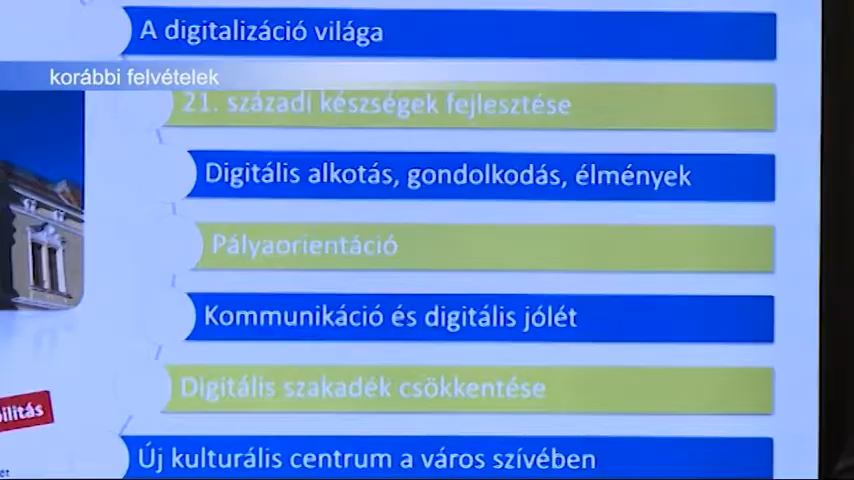 A digitalizáció világa
korábbi felvételek
21. századi készségek fejlesztése
Digitális alkotás, gondolkodás, élmények
Pályaorientáció
Kommunikáció és digitális jólét
Digitális szakadék csökkentése
Új kulturális centrum a város szívében